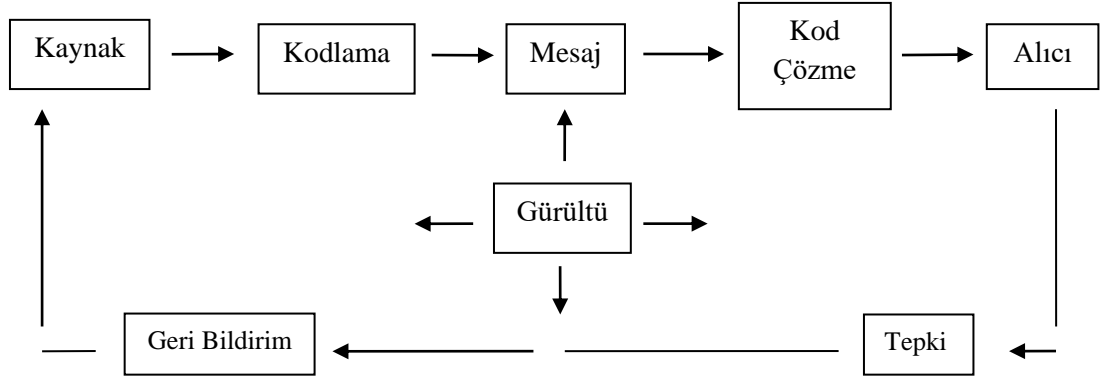 Kaynak
Kodlama
Mesaj
Kod
Çözme
Alıcı
Gürültü
Geri Bildirim
Tepki